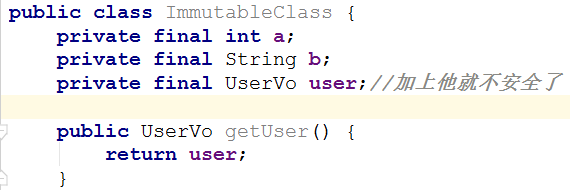 public class ImmutableClass {
    private final int a;
    private final String b;
    private final UserVo user;//加上他就不安全了
    public UserVo getUser() {
        return user;
    }